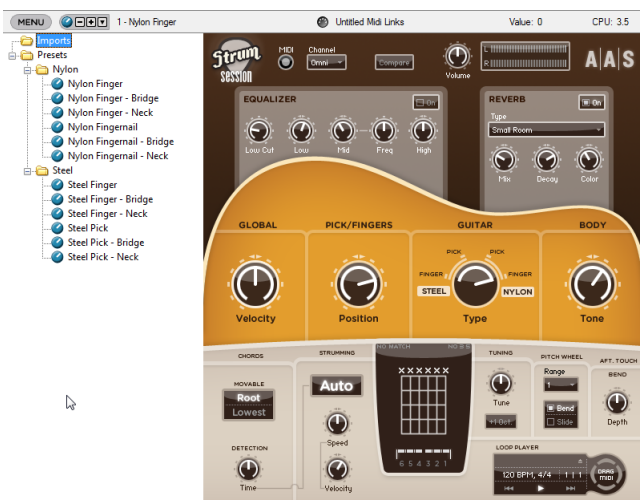 MENU
1 - Nylon Finger
Untitled Midi Links
Value: 0
CPU: 3.5
Imports
Presets
Nylon
Nylon Finger
Nylon Finger - Bridge
Nylon Finger - Neck
Nylon Fingernail
Nylon Fingernail - Bridge
Nylon Fingernail - Neck
Steel
Steel Finger
Steel Finger - Bridge
Steel Finger - Neck
Steel Pick
Steel Pick - Bridge
Steel Pick - Neck
Strum
SESSION
MIDI
Channel
Omni
Compare
Volume
L
R
A|A|S
EQUALIZER
On
Low Cut
Low
Mid
Freq
High
REVERB
On
Type
Small Room
Mix
Decay
Color
GLOBAL
PICK/FINGERS
GUITAR
BODY
PICK
PICK
FINGER
FINGER
STEEL
NYLON
Velocity
Position
Type
Tone
NO MATCH
CHORDS
STRUMMING
TUNING
PITCH WHEEL
AFT. TOUCH
MOVABLE
Root
Lowest
Auto
XXXXXX
Range
1
BEND
Tune
Bend
Slide
+1 Oct.
Depth
Speed
DETECTION
Time
Velocity
6 5 4 3 2 1
LOOP PLAYER
120 BPM, 4/4
1 | 1
DRAG
MIDI